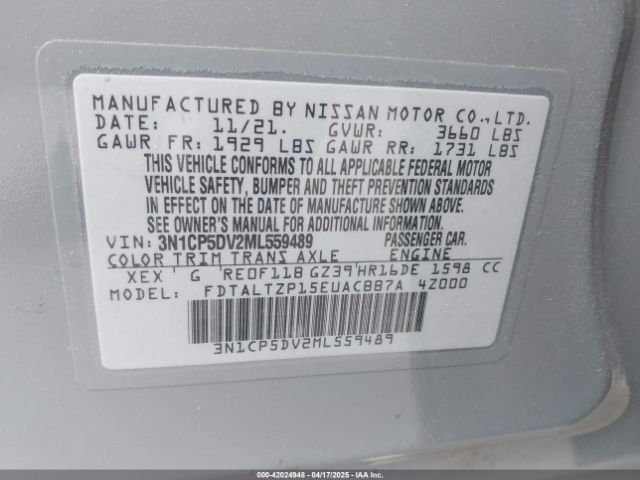 MANUFACTURED BY NISSAN MOTOR CO.,LTD.
DATE: 11/21. GVWR: 3660 LBS
GAWR FR: 1929 LBS GAWR RR: 1731 LBS
THIS VEHICLE CONFORMS TO ALL APPLICABLE FEDERAL MOTOR
VEHICLE SAFETY, BUMPER AND THEFT PREVENTION STANDARDS
IN EFFECT ON THE DATE OF MANUFACTURE SHOWN ABOVE.
SEE OWNER'S MANUAL FOR ADDITIONAL INFORMATION.
VIN: 3N1CP5DV2ML559489 PASSENGER CAR.
COLOR TRIM TRANS AXLE ENGINE
XEX ' G 'RE0F11B GZ39'HR16DE 1598 CC
MODEL: FDTALTZP15EUACBB7A 4Z000
3N1CP5DV2ML559489
000-42024948 - 04/17/2025 - IAA Inc.